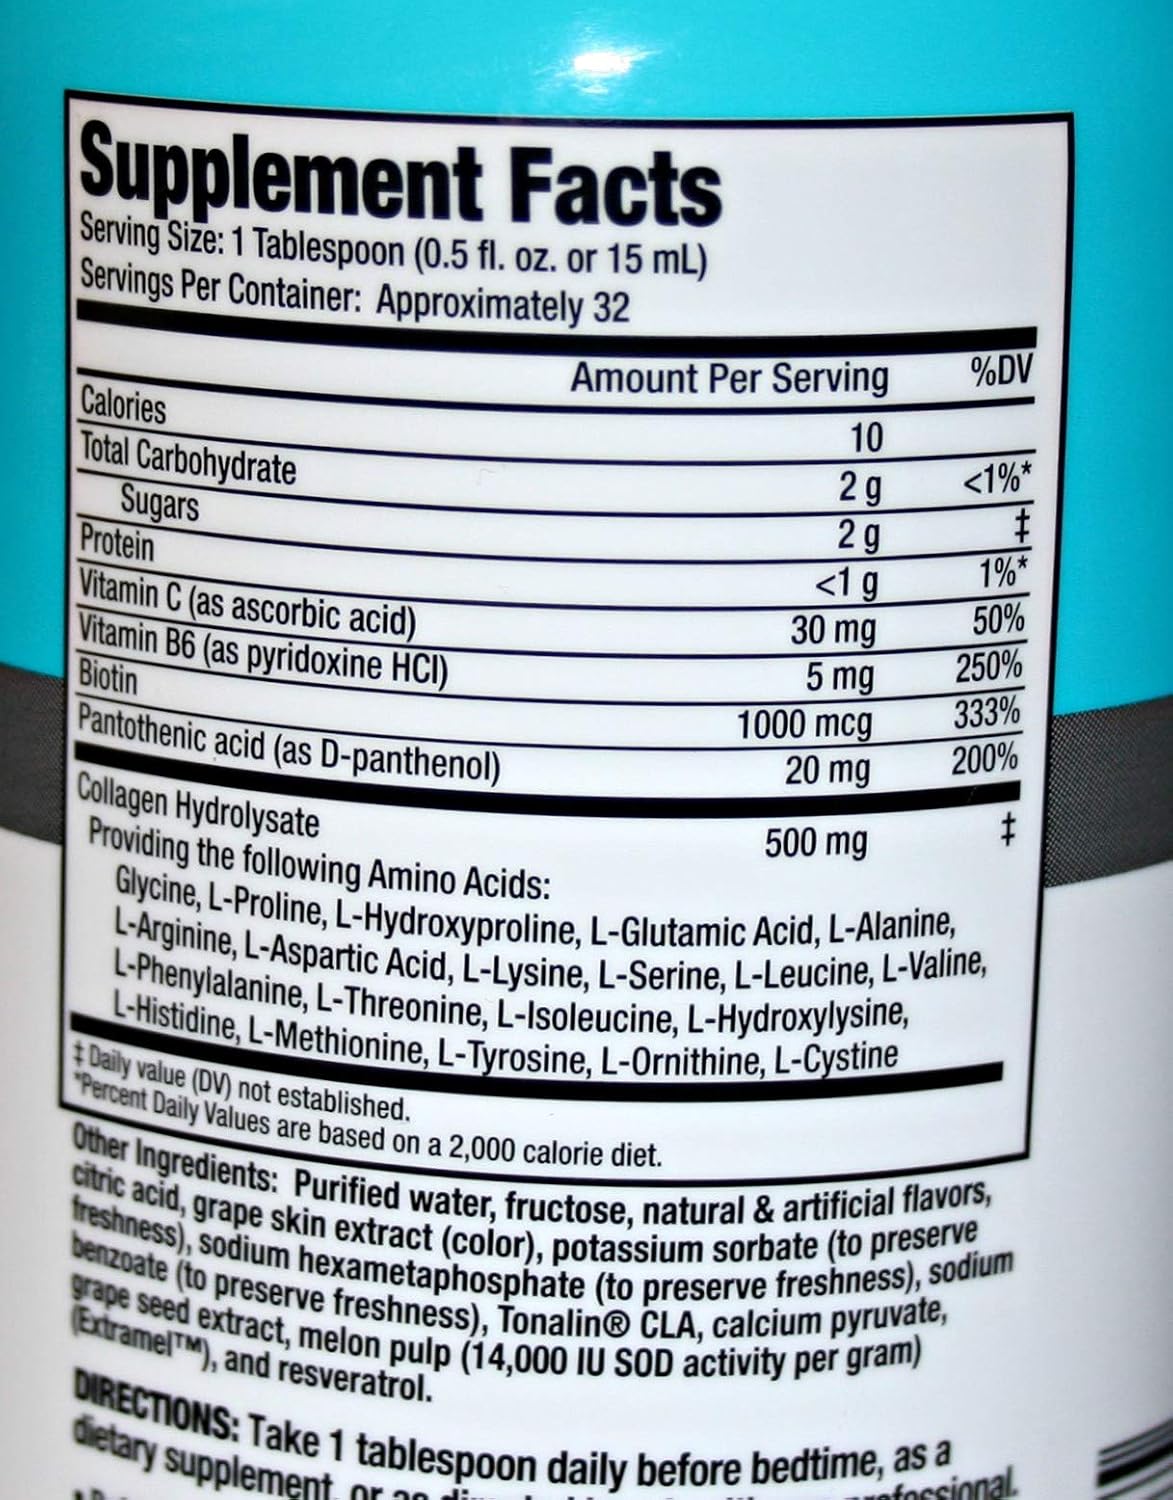 Supplement Facts
Serving Size: 1 Tablespoon (0.5 fl. oz. or 15 mL)
Servings Per Container: Approximately 32
Amount Per Serving %DV
Calories 10
Total Carbohydrate 2 g <1%*
Sugars 2 g ‡
Protein <1 g 1%*
Vitamin C (as ascorbic acid) 30 mg 50%
Vitamin B6 (as pyridoxine HCl) 5 mg 250%
Biotin 1000 mcg 333%
Pantothenic acid (as D-panthenol) 20 mg 200%
Collagen Hydrolysate 500 mg ‡
Providing the following Amino Acids:
Glycine, L-Proline, L-Hydroxyproline, L-Glutamic Acid, L-Alanine,
L-Arginine, L-Aspartic Acid, L-Lysine, L-Serine, L-Leucine, L-Valine,
L-Phenylalanine, L-Threonine, L-Isoleucine, L-Hydroxylysine,
L-Histidine, L-Methionine, L-Tyrosine, L-Ornithine, L-Cystine
‡ Daily value (DV) not established.
*Percent Daily Values are based on a 2,000 calorie diet.
Other Ingredients: Purified water, fructose, natural & artificial flavors,
citric acid, grape skin extract (color), potassium sorbate (to preserve
freshness), sodium hexametaphosphate (to preserve freshness), sodium
benzoate (to preserve freshness), Tonalin® CLA, calcium pyruvate,
grape seed extract, melon pulp (14,000 IU SOD activity per gram)
(Extramel™), and resveratrol.
DIRECTIONS: Take 1 tablespoon daily before bedtime, as a
dietary supplement, or as